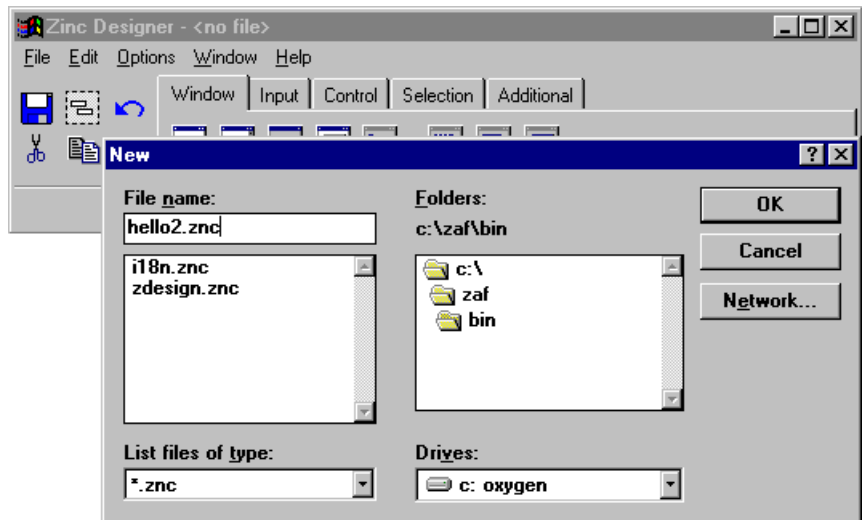 Zinc Designer - <no file>
File Edit Options Window Help
Window Input Control Selection Additional
New
File name:
hello2.znc
i18n.znc
zdesign.znc
Folders:
c:\zaf\bin
c:\
zaf
bin
OK
Cancel
Network...
List files of type:
*.znc
Drives:
c: oxygen